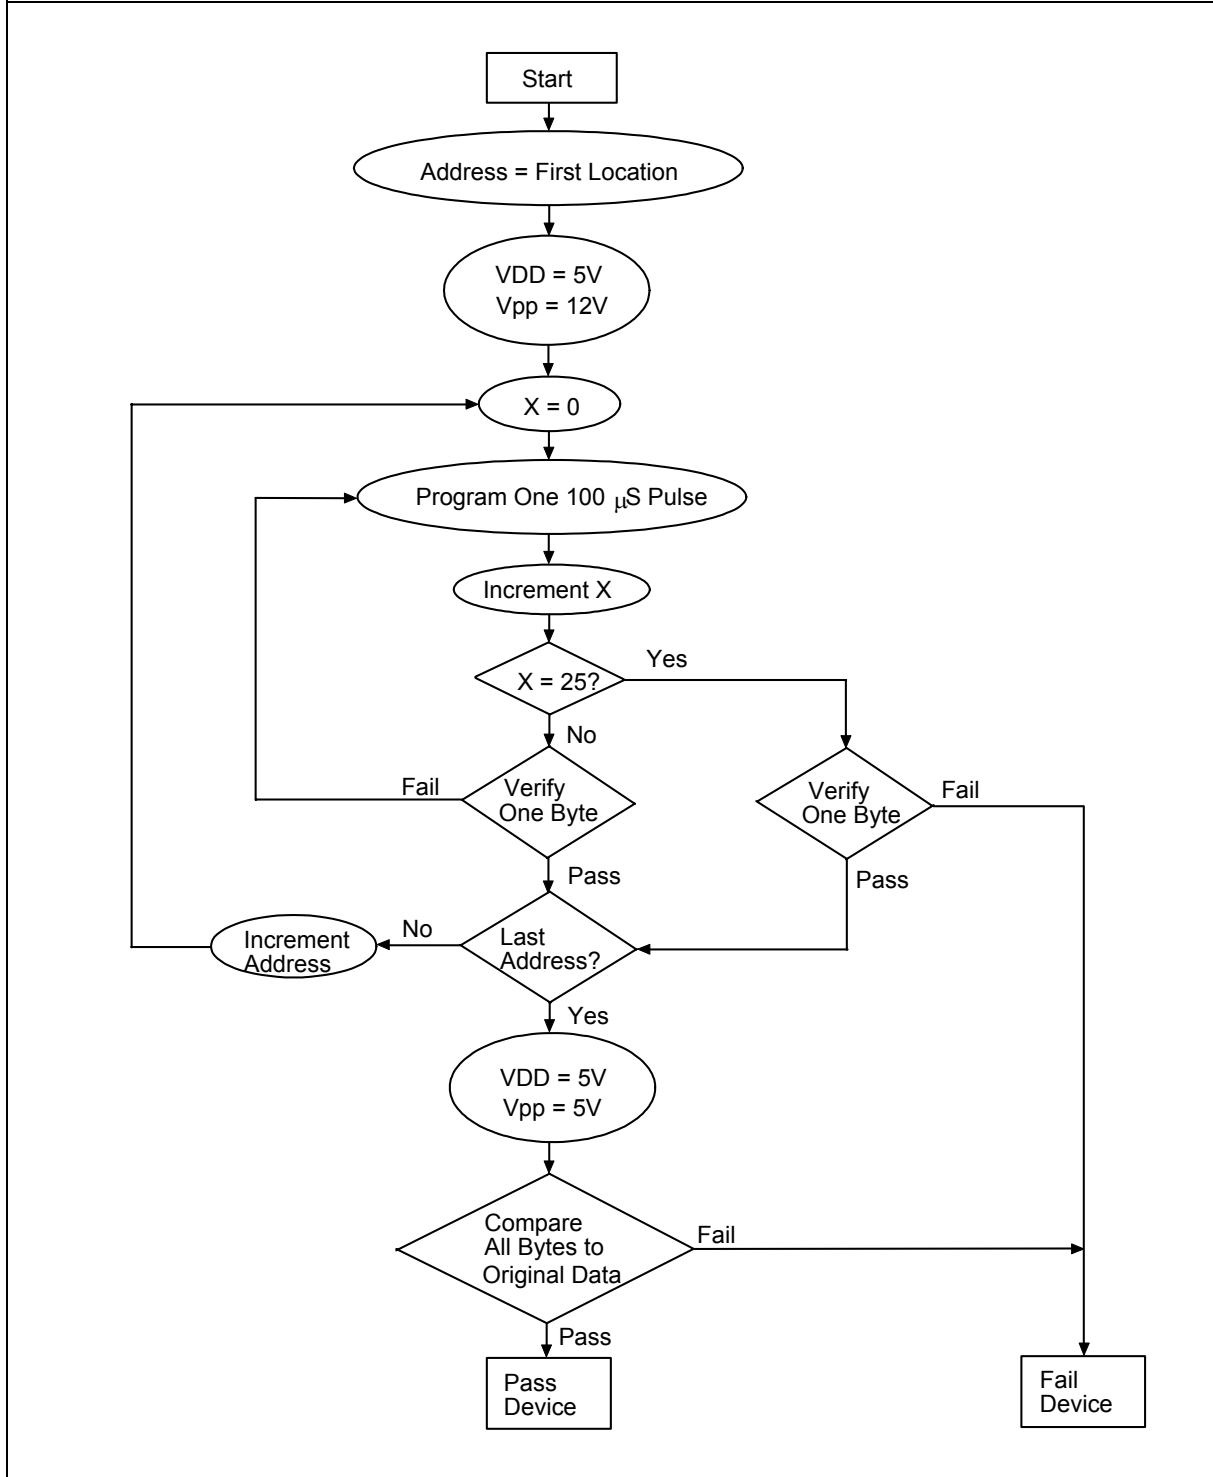 Start
Address = First Location
VDD = 5V
Vpp = 12V
X = 0
Program One 100 μS Pulse
Increment X
X = 25?
Yes
No
Fail
Verify
One Byte
Verify
One Byte
Fail
Pass
Pass
Increment
Address
No
Last
Address?
Yes
VDD = 5V
Vpp = 5V
Compare
All Bytes to
Original Data
Fail
Pass
Pass
Device
Fail
Device